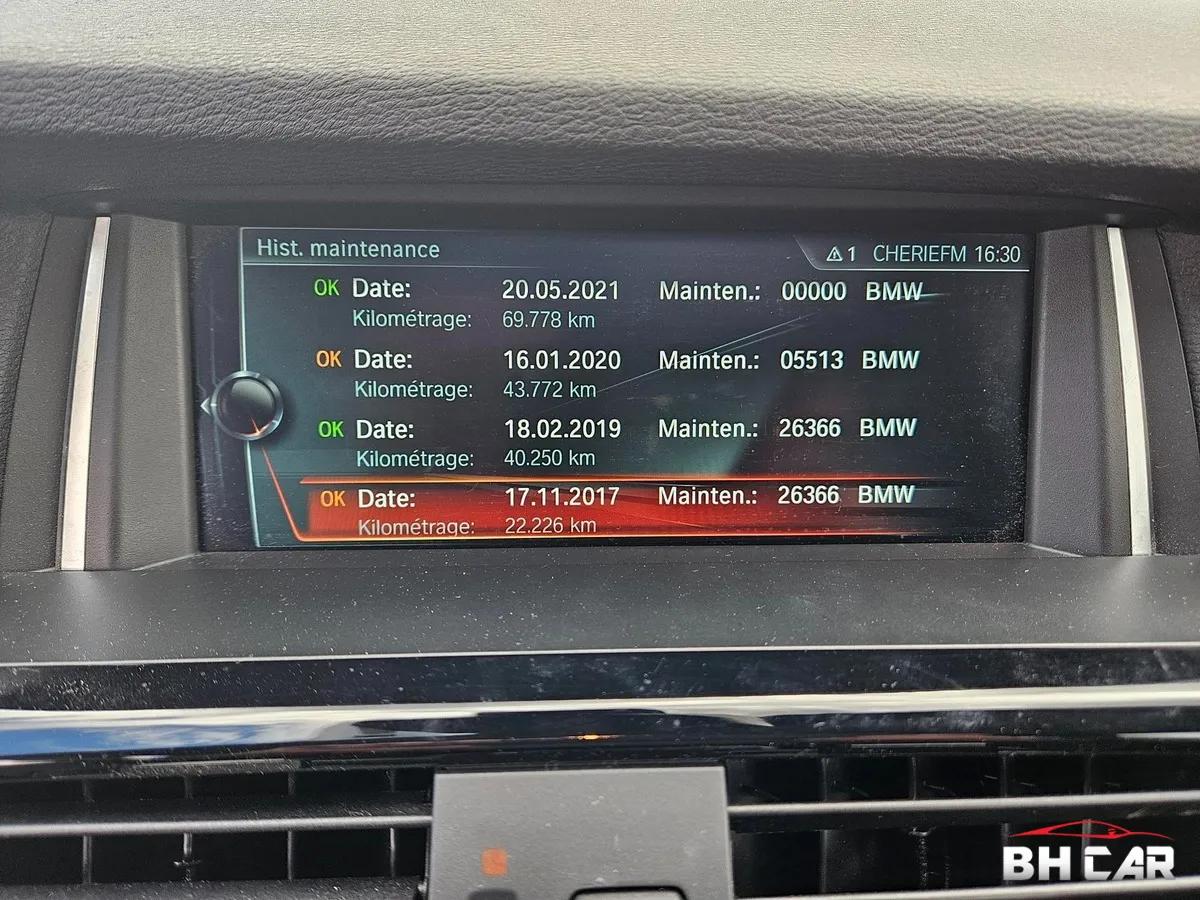 Hist. maintenance ⚠1 CHERIEFM 16:30
OK Date: 20.05.2021 Mainten.: 00000 BMW
Kilométrage: 69.778 km
OK Date: 16.01.2020 Mainten.: 05513 BMW
Kilométrage: 43.772 km
OK Date: 18.02.2019 Mainten.: 26366 BMW
Kilométrage: 40.250 km
OK Date: 17.11.2017 Mainten.: 26366 BMW
Kilométrage: 22.226 km
BH CAR